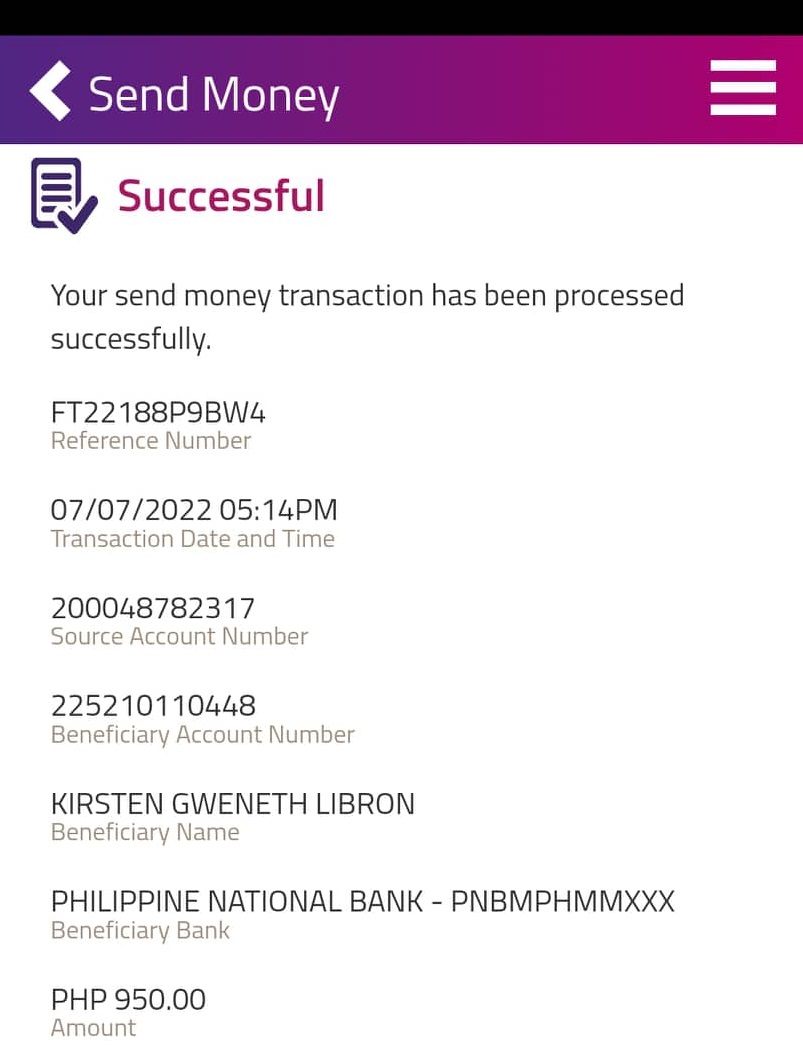 Send Money
Successful
Your send money transaction has been processed
successfully.
FT22188P9BW4
Reference Number
07/07/2022 05:14PM
Transaction Date and Time
200048782317
Source Account Number
225210110448
Beneficiary Account Number
KIRSTEN GWENETH LIBRON
Beneficiary Name
PHILIPPINE NATIONAL BANK - PNBMPHMMXXX
Beneficiary Bank
PHP 950.00
Amount